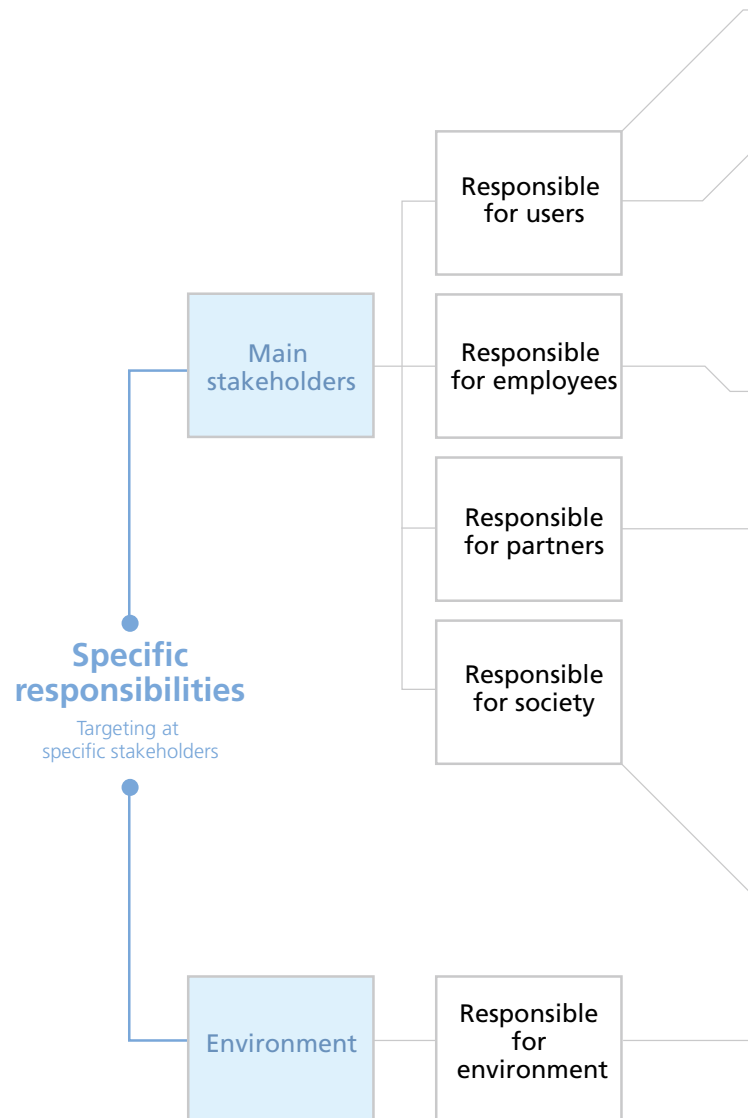 Responsible
for users
Main
stakeholders
Responsible
for employees
Responsible
for partners
Specific
responsibilities
Targeting at
specific stakeholders
Responsible
for society
Environment
Responsible
for
environment